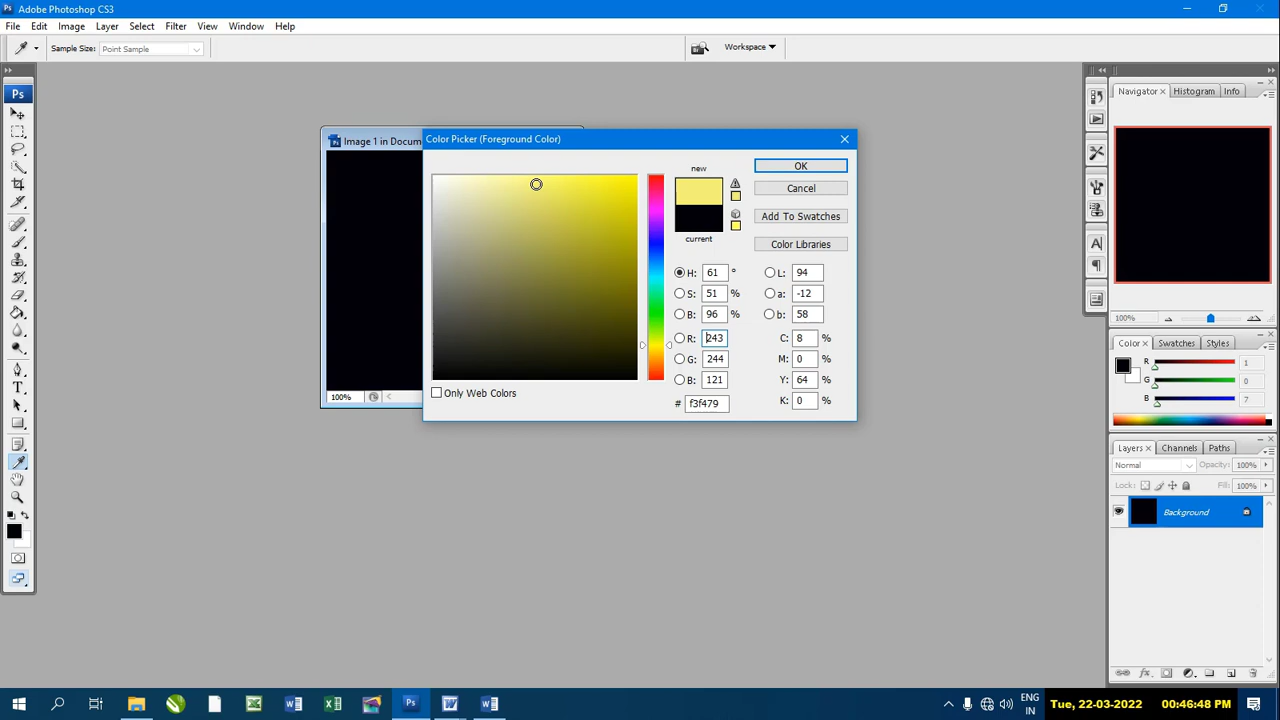 Ps Adobe Photoshop CS3
File Edit Image Layer Select Filter View Window Help
Sample Size: Point Sample Workspace
Ps
Navigator Histogram Info
Image 1 in Docum
Color Picker (Foreground Color)
new
current
OK
Cancel
Add To Swatches
Color Libraries
H: 61 ° L: 94
S: 51 % a: -12
B: 96 % b: 58
R: 243 C: 8 %
G: 244 M: 0 %
B: 121 Y: 64 %
# f3f479 K: 0 %
Only Web Colors
100%
100%
Color Swatches Styles
R 1
G 0
B 7
Layers Channels Paths
Normal Opacity: 100%
Lock: Fill: 100%
Background
ENG
IN
Tue, 22-03-2022 00:46:48 PM